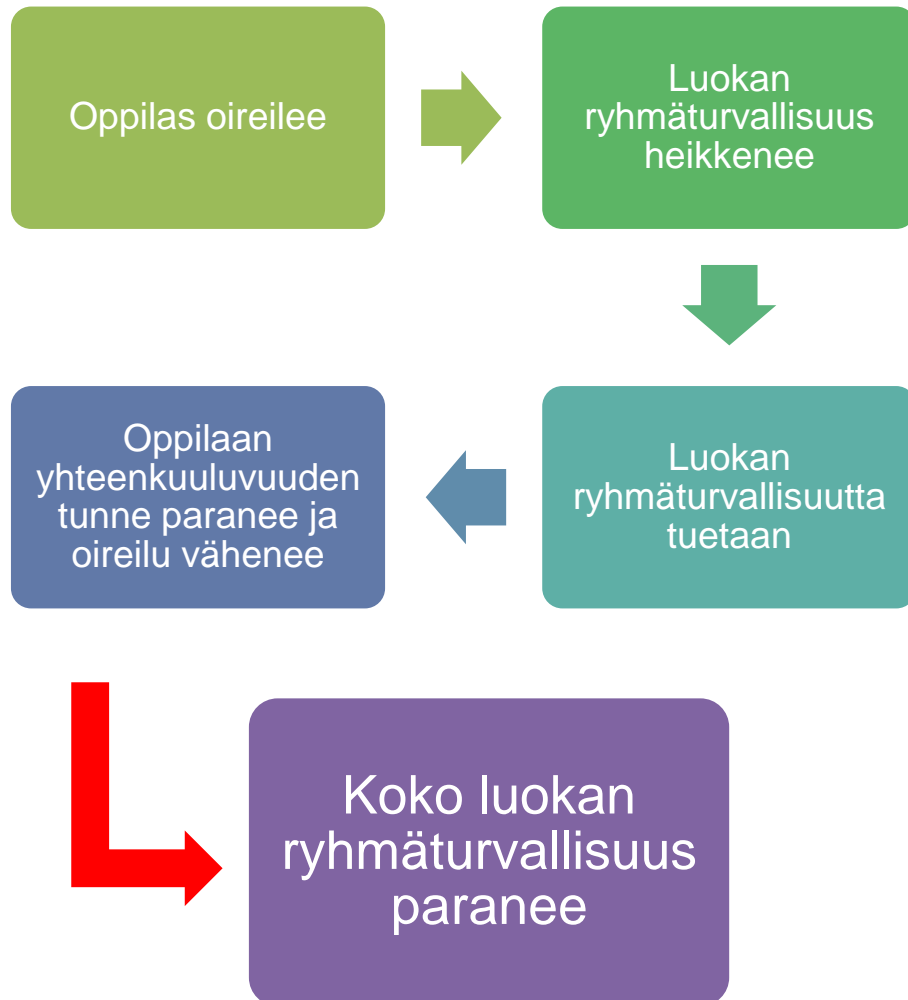 Oppilas oireilee
Luokan
ryhmäturvallisuus
heikkenee
Luokan
ryhmäturvallisuutta
tuetaan
Oppilaan
yhteenkuuluvuuden
tunne paranee ja
oireilu vähenee
Koko luokan
ryhmäturvallisuus
paranee